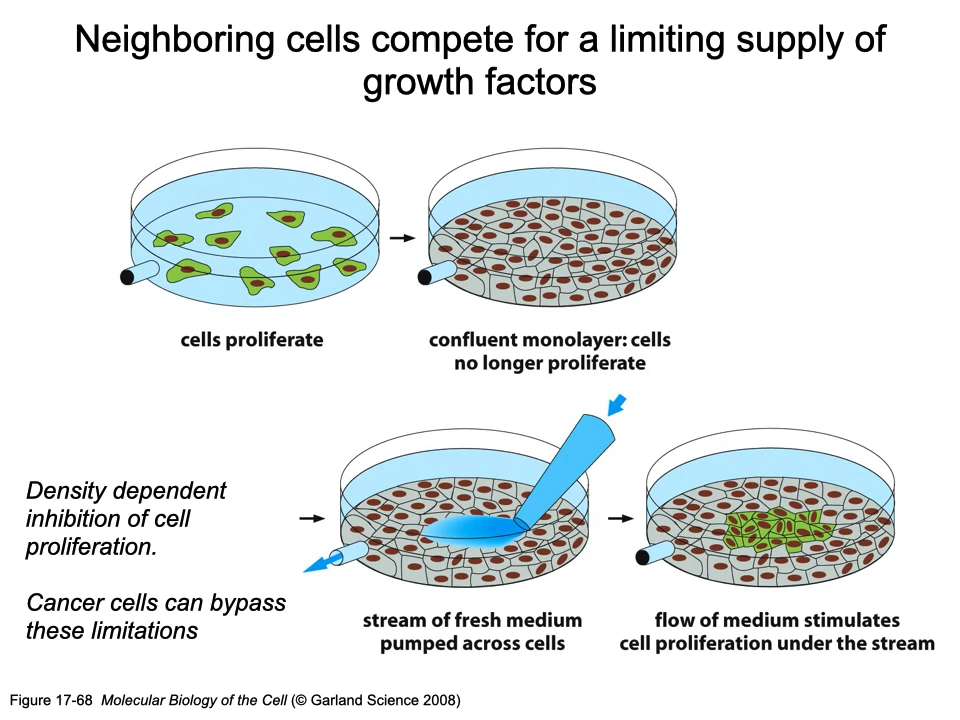 Neighboring cells compete for a limiting supply of
growth factors
cells proliferate
confluent monolayer: cells
no longer proliferate
Density dependent
inhibition of cell
proliferation.
Cancer cells can bypass
these limitations
stream of fresh medium
pumped across cells
flow of medium stimulates
cell proliferation under the stream
Figure 17-68 Molecular Biology of the Cell (© Garland Science 2008)